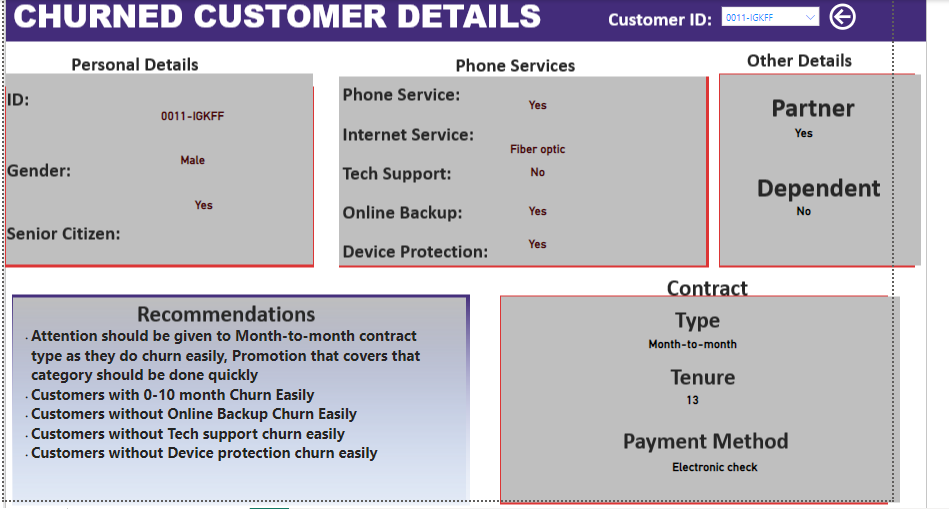 CHURNED CUSTOMER DETAILS
Customer ID:
0011-IGKFF
Personal Details
ID:
0011-IGKFF
Gender:
Male
Senior Citizen:
Yes
Phone Services
Phone Service:
Yes
Internet Service:
Fiber optic
Tech Support:
No
Online Backup:
Yes
Device Protection:
Yes
Other Details
Partner
Yes
Dependent
No
Recommendations
· Attention should be given to Month-to-month contract
type as they do churn easily, Promotion that covers that
category should be done quickly
· Customers with 0-10 month Churn Easily
· Customers without Online Backup Churn Easily
· Customers without Tech support churn easily
· Customers without Device protection churn easily
Contract
Type
Month-to-month
Tenure
13
Payment Method
Electronic check